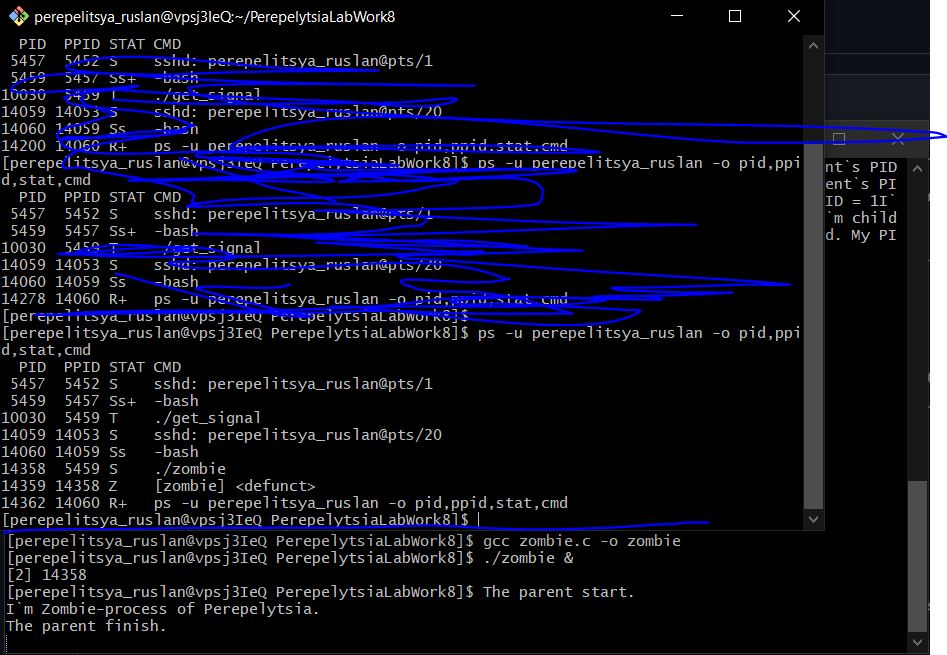 perepelitsya_ruslan@vpsj3IeQ:~/PerepelytsiaLabWork8
PID PPID STAT CMD
5457 5452 S sshd: perepelitsya_ruslan@pts/1
5459 5457 Ss+ -bash
10030 5459 T ./get_signal
14059 14053 S sshd: perepelitsya_ruslan@pts/20
14060 14059 Ss -bash
14200 14060 R+ ps -u perepelitsya_ruslan -o pid,ppid,stat,cmd
[perepelitsya_ruslan@vpsj3IeQ PerepelytsiaLabWork8]$ ps -u perepelitsya_ruslan -o pid,ppi
d,stat,cmd
PID PPID STAT CMD
5457 5452 S sshd: perepelitsya_ruslan@pts/1
5459 5457 Ss+ -bash
10030 5459 T ./get_signal
14059 14053 S sshd: perepelitsya_ruslan@pts/20
14060 14059 Ss -bash
14278 14060 R+ ps -u perepelitsya_ruslan -o pid,ppid,stat,cmd
[perepelitsya_ruslan@vpsj3IeQ PerepelytsiaLabWork8]$
[perepelitsya_ruslan@vpsj3IeQ PerepelytsiaLabWork8]$ ps -u perepelitsya_ruslan -o pid,ppi
d,stat,cmd
PID PPID STAT CMD
5457 5452 S sshd: perepelitsya_ruslan@pts/1
5459 5457 Ss+ -bash
10030 5459 T ./get_signal
14059 14053 S sshd: perepelitsya_ruslan@pts/20
14060 14059 Ss -bash
14358 5459 S ./zombie
14359 14358 Z [zombie] <defunct>
14362 14060 R+ ps -u perepelitsya_ruslan -o pid,ppid,stat,cmd
[perepelitsya_ruslan@vpsj3IeQ PerepelytsiaLabWork8]$
nt`s PID
ent`s PI
ID = 1I`
`m child
d. My PI
[perepelitsya_ruslan@vpsj3IeQ PerepelytsiaLabWork8]$ gcc zombie.c -o zombie
[perepelitsya_ruslan@vpsj3IeQ PerepelytsiaLabWork8]$ ./zombie &
[2] 14358
[perepelitsya_ruslan@vpsj3IeQ PerepelytsiaLabWork8]$ The parent start.
I`m Zombie-process of Perepelytsia.
The parent finish.